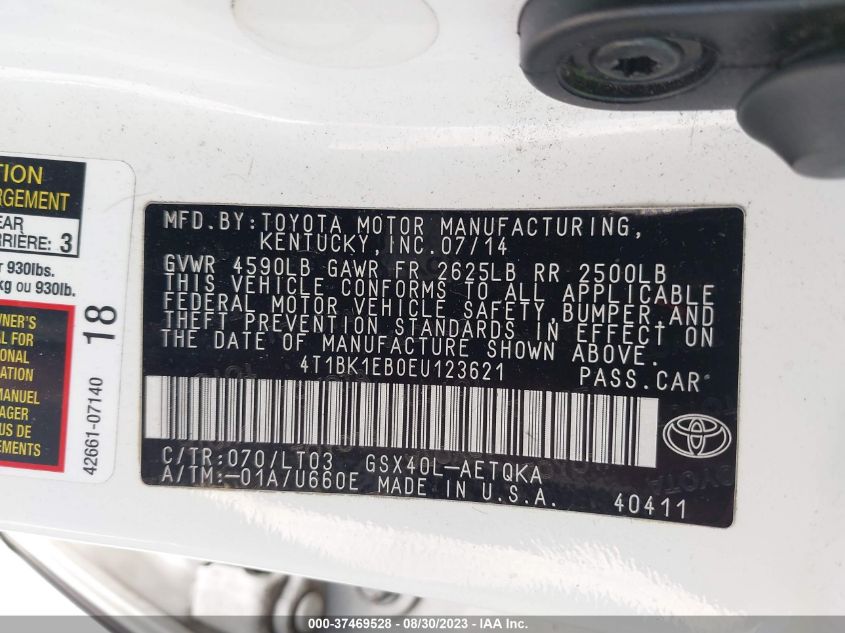 TION
RGEMENT
EAR
RRIÈRE: 3
r 930lbs.
kg ou 930lb.
18
WNER'S
AL FOR
IONAL
ATION
MANUEL
AGER
US DE
EMENTS
42661-07140
MFD.BY:TOYOTA MOTOR MANUFACTURING,
KENTUCKY,INC.07/14
GVWR 4590LB GAWR FR 2625LB RR 2500LB
THIS VEHICLE CONFORMS TO ALL APPLICABLE
FEDERAL MOTOR VEHICLE SAFETY,BUMPER,AND
THEFT PREVENTION STANDARDS IN EFFECT ON
THE DATE OF MANUFACTURE SHOWN ABOVE.
4T1BK1EB0EU123621 PASS.CAR
C/TR:070/LT03 GSX40L-AETQKA
A/TM:-01A/U660E MADE IN U.S.A.
40411
000-37469528 - 08/30/2023 - IAA Inc.